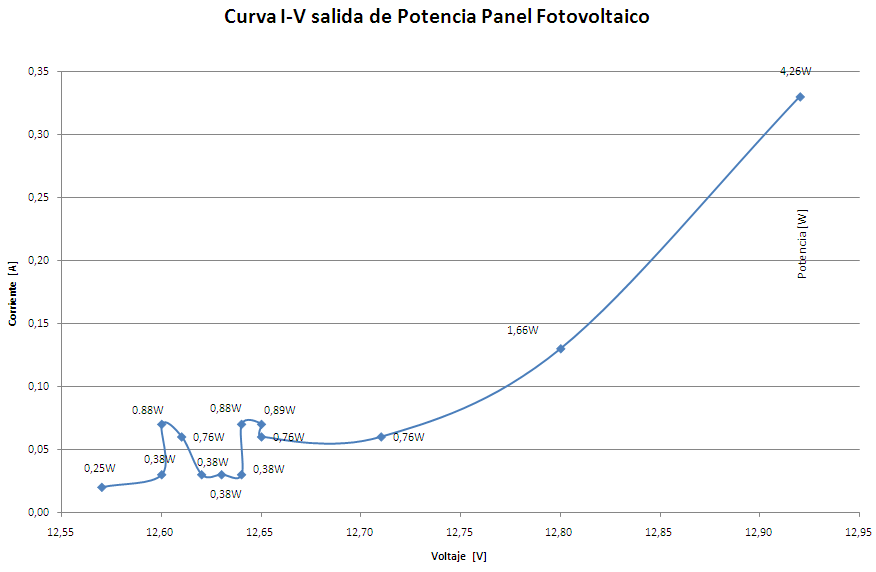 Curva I-V salida de Potencia Panel Fotovoltaico
0,35
4,26W
0,30
0,25
Potencia [W]
0,20
Corriente [A]
0,15
1,66W
0,10
0.88W
0,88W
0,89W
0,76W
0,76W
0,76W
0,05
0,25W
0,38W
0,38W
0,38W
0,38W
0,00
12,55
12,60
12,65
12,70
12,75
12,80
12,85
12,90
12,95
Voltaje [V]